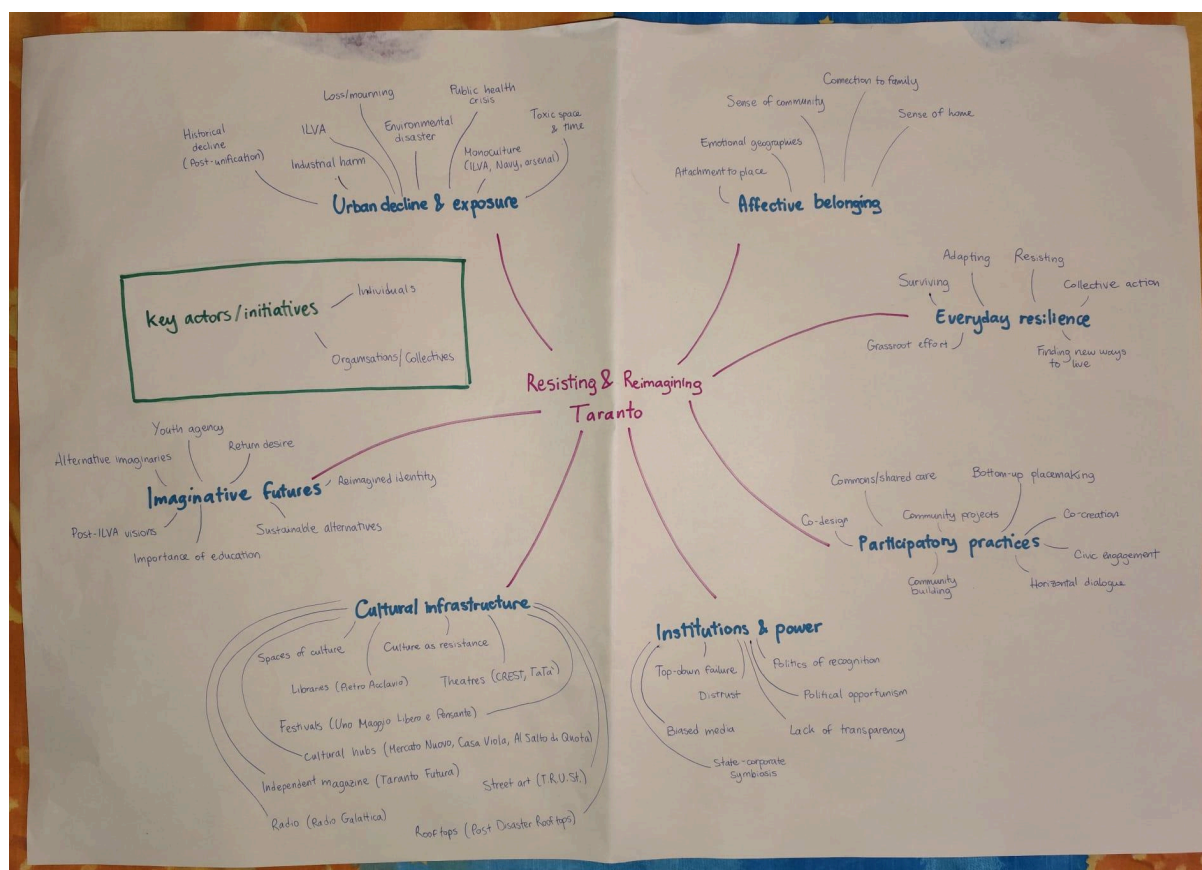 Loss/mourning
Public health
crisis
Historical
decline
(Post-unification)
ILVA
Environmental
disaster
Toxic space
& time
Industrial harm
Monoculture
(ILVA, Navy, arsenal)
Urban decline & exposure
Connection to family
Sense of community
Sense of home
Emotional geographies
Attachment to place
Affective belonging
Key actors/initiatives
Individuals
Organisations/Collectives
Adapting
Resisting
Surviving
Collective action
Everyday resilience
Grassroot effort
Finding new ways
to live
Resisting & Reimagining
Taranto
Youth agency
Alternative imaginaries
Return desire
Imaginative futures
Reimagined identity
Post-ILVA visions
Sustainable alternatives
Importance of education
Commons/shared care
Bottom-up placemaking
Co-design
Community projects
Co-creation
Participatory practices
Civic engagement
Community
building
Horizontal dialogue
Cultural infrastructure
Spaces of culture
Culture as resistance
Libraries (Pietro Acclavio)
Theatres (CREST, TaTà)
Festivals (Uno Maggio Libero e Pensante)
Cultural hubs (Mercato Nuovo, Casa Viola, Al Salto di Quota)
Independent magazine (Taranto Futura)
Street art (T.R.U.St.)
Radio (Radio Galattica)
Rooftops (Post Disaster Rooftops)
Institutions & power
Top-down failure
Politics of recognition
Distrust
Political opportunism
Biased media
Lack of transparency
State-corporate
symbiosis